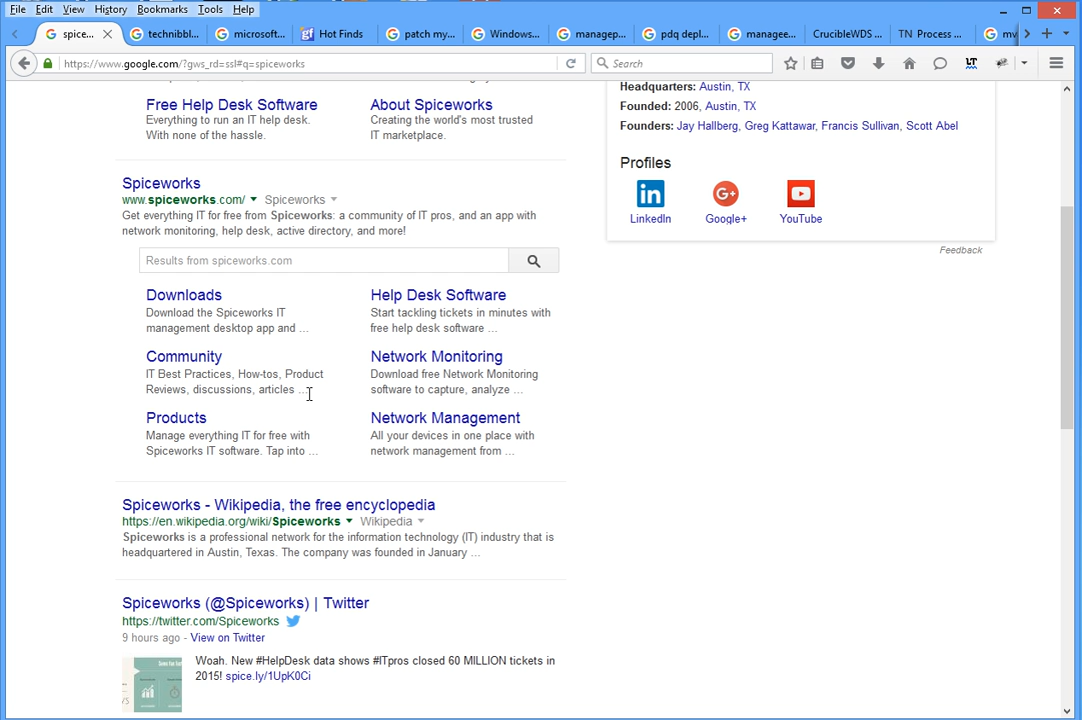 File Edit View History Bookmarks Tools Help
spice... technibbl... microsoft... Hot Finds patch my... Windows... managep... pdq depl... managee... CrucibleWDS ... TN Process ... my
https://www.google.com/?gws_rd=ssl#q=spiceworks Search
Free Help Desk Software
Everything to run an IT help desk.
With none of the hassle.
About Spiceworks
Creating the world's most trusted
IT marketplace.
Spiceworks
www.spiceworks.com/ Spiceworks
Get everything IT for free from Spiceworks: a community of IT pros, and an app with
network monitoring, help desk, active directory, and more!
Results from spiceworks.com
Downloads
Download the Spiceworks IT
management desktop app and ...
Help Desk Software
Start tackling tickets in minutes with
free help desk software ...
Community
IT Best Practices, How-tos, Product
Reviews, discussions, articles ...
Network Monitoring
Download free Network Monitoring
software to capture, analyze ...
Products
Manage everything IT for free with
Spiceworks IT software. Tap into ...
Network Management
All your devices in one place with
network management from ...
Spiceworks - Wikipedia, the free encyclopedia
https://en.wikipedia.org/wiki/Spiceworks Wikipedia
Spiceworks is a professional network for the information technology (IT) industry that is
headquartered in Austin, Texas. The company was founded in January ...
Spiceworks (@Spiceworks) | Twitter
https://twitter.com/Spiceworks
9 hours ago - View on Twitter
Woah. New #HelpDesk data shows #ITpros closed 60 MILLION tickets in
2015! spice.ly/1UpK0Ci
Headquarters: Austin, TX
Founded: 2006, Austin, TX
Founders: Jay Hallberg, Greg Kattawar, Francis Sullivan, Scott Abel
Profiles
LinkedIn Google+ YouTube
Feedback